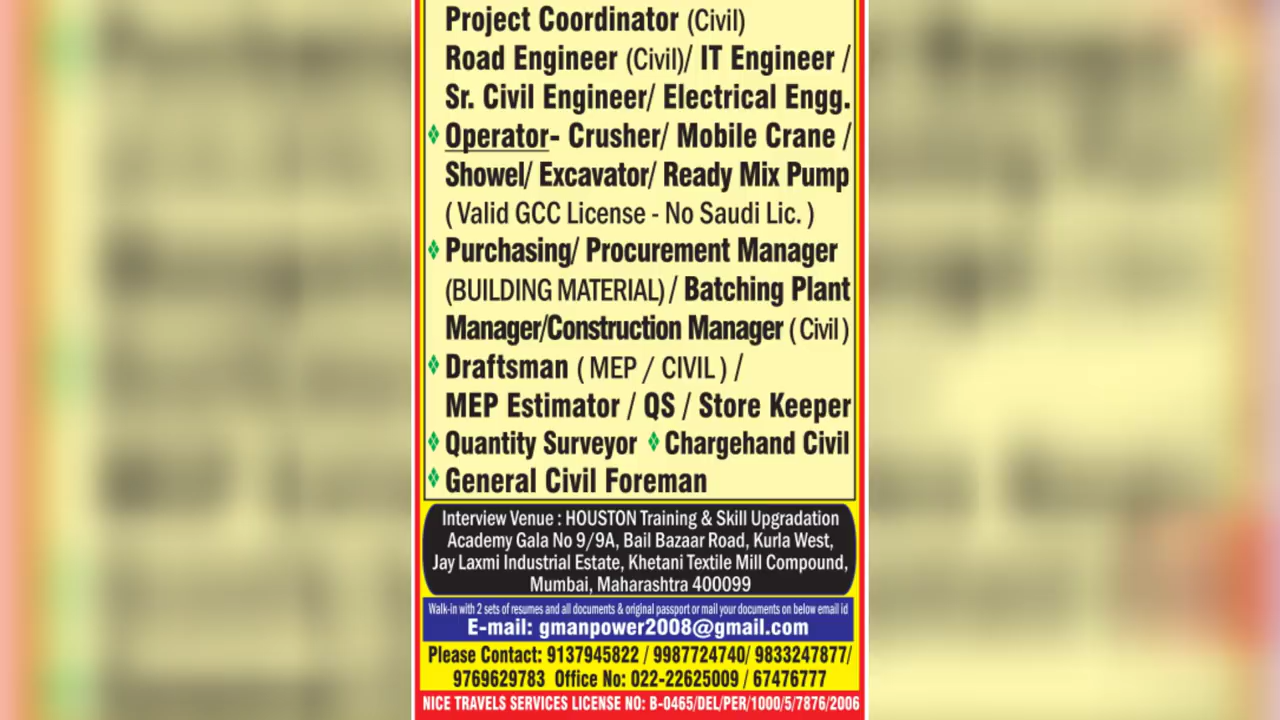 Project Coordinator (Civil)
Road Engineer (Civil)/ IT Engineer /
Sr. Civil Engineer/ Electrical Engg.
❖ Operator- Crusher/ Mobile Crane /
Showel/ Excavator/ Ready Mix Pump
( Valid GCC License - No Saudi Lic. )
❖ Purchasing/ Procurement Manager
(BUILDING MATERIAL) / Batching Plant
Manager/Construction Manager ( Civil )
❖ Draftsman ( MEP / CIVIL ) /
MEP Estimator / QS / Store Keeper
❖ Quantity Surveyor ❖ Chargehand Civil
❖ General Civil Foreman
Interview Venue : HOUSTON Training & Skill Upgradation
Academy Gala No 9/9A, Bail Bazaar Road, Kurla West,
Jay Laxmi Industrial Estate, Khetani Textile Mill Compound,
Mumbai, Maharashtra 400099
Walk-in with 2 sets of resumes and all documents & original passport or mail your documents on below email id
E-mail: gmanpower2008@gmail.com
Please Contact: 9137945822 / 9987724740/ 9833247877/
9769629783 Office No: 022-22625009 / 67476777
NICE TRAVELS SERVICES LICENSE NO: B-0465/DEL/PER/1000/5/7876/2006